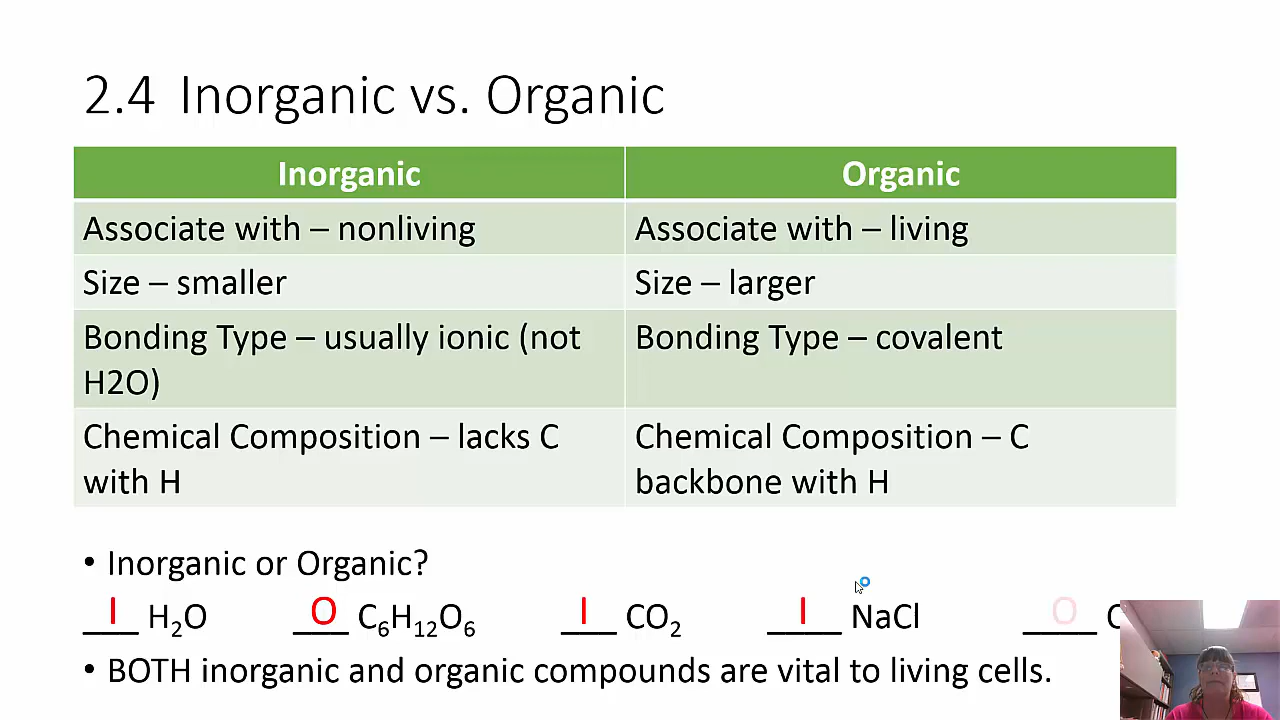 2.4 Inorganic vs. Organic
Inorganic Organic
Associate with – nonliving Associate with – living
Size – smaller Size – larger
Bonding Type – usually ionic (not Bonding Type – covalent
H2O)
Chemical Composition – lacks C Chemical Composition – C
with H backbone with H
• Inorganic or Organic?
I H₂O O C₆H₁₂O₆ I CO₂ I NaCl O
• BOTH inorganic and organic compounds are vital to living cells.